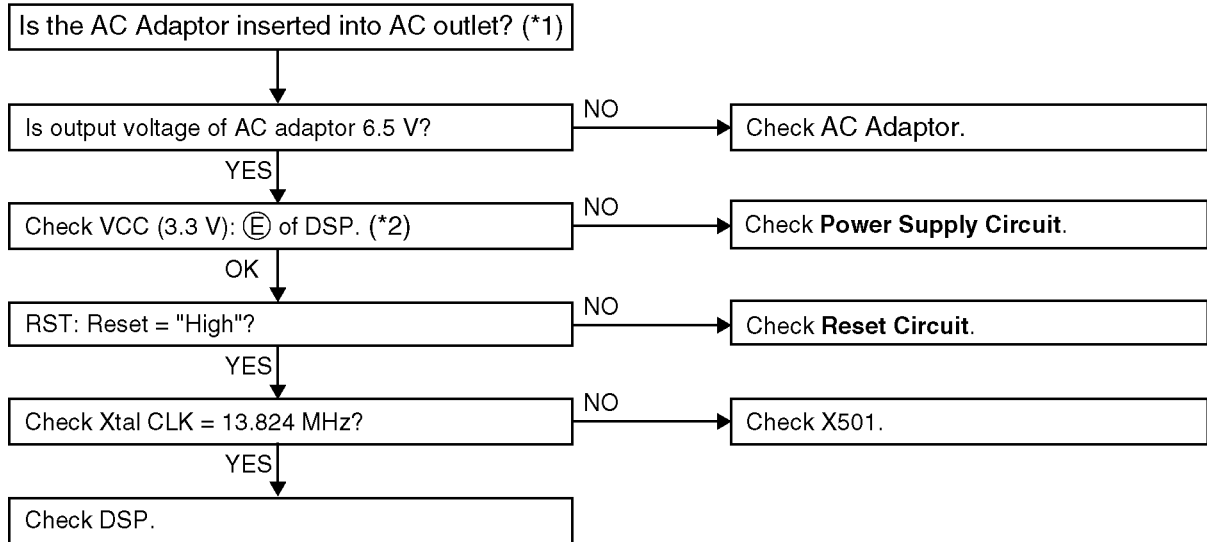 Is the AC Adaptor inserted into AC outlet? (*1)
Is output voltage of AC adaptor 6.5 V?
NO
Check AC Adaptor.
YES
Check VCC (3.3 V): Ⓔ of DSP. (*2)
NO
Check Power Supply Circuit.
OK
RST: Reset = "High"?
NO
Check Reset Circuit.
YES
Check Xtal CLK = 13.824 MHz?
NO
Check X501.
YES
Check DSP.